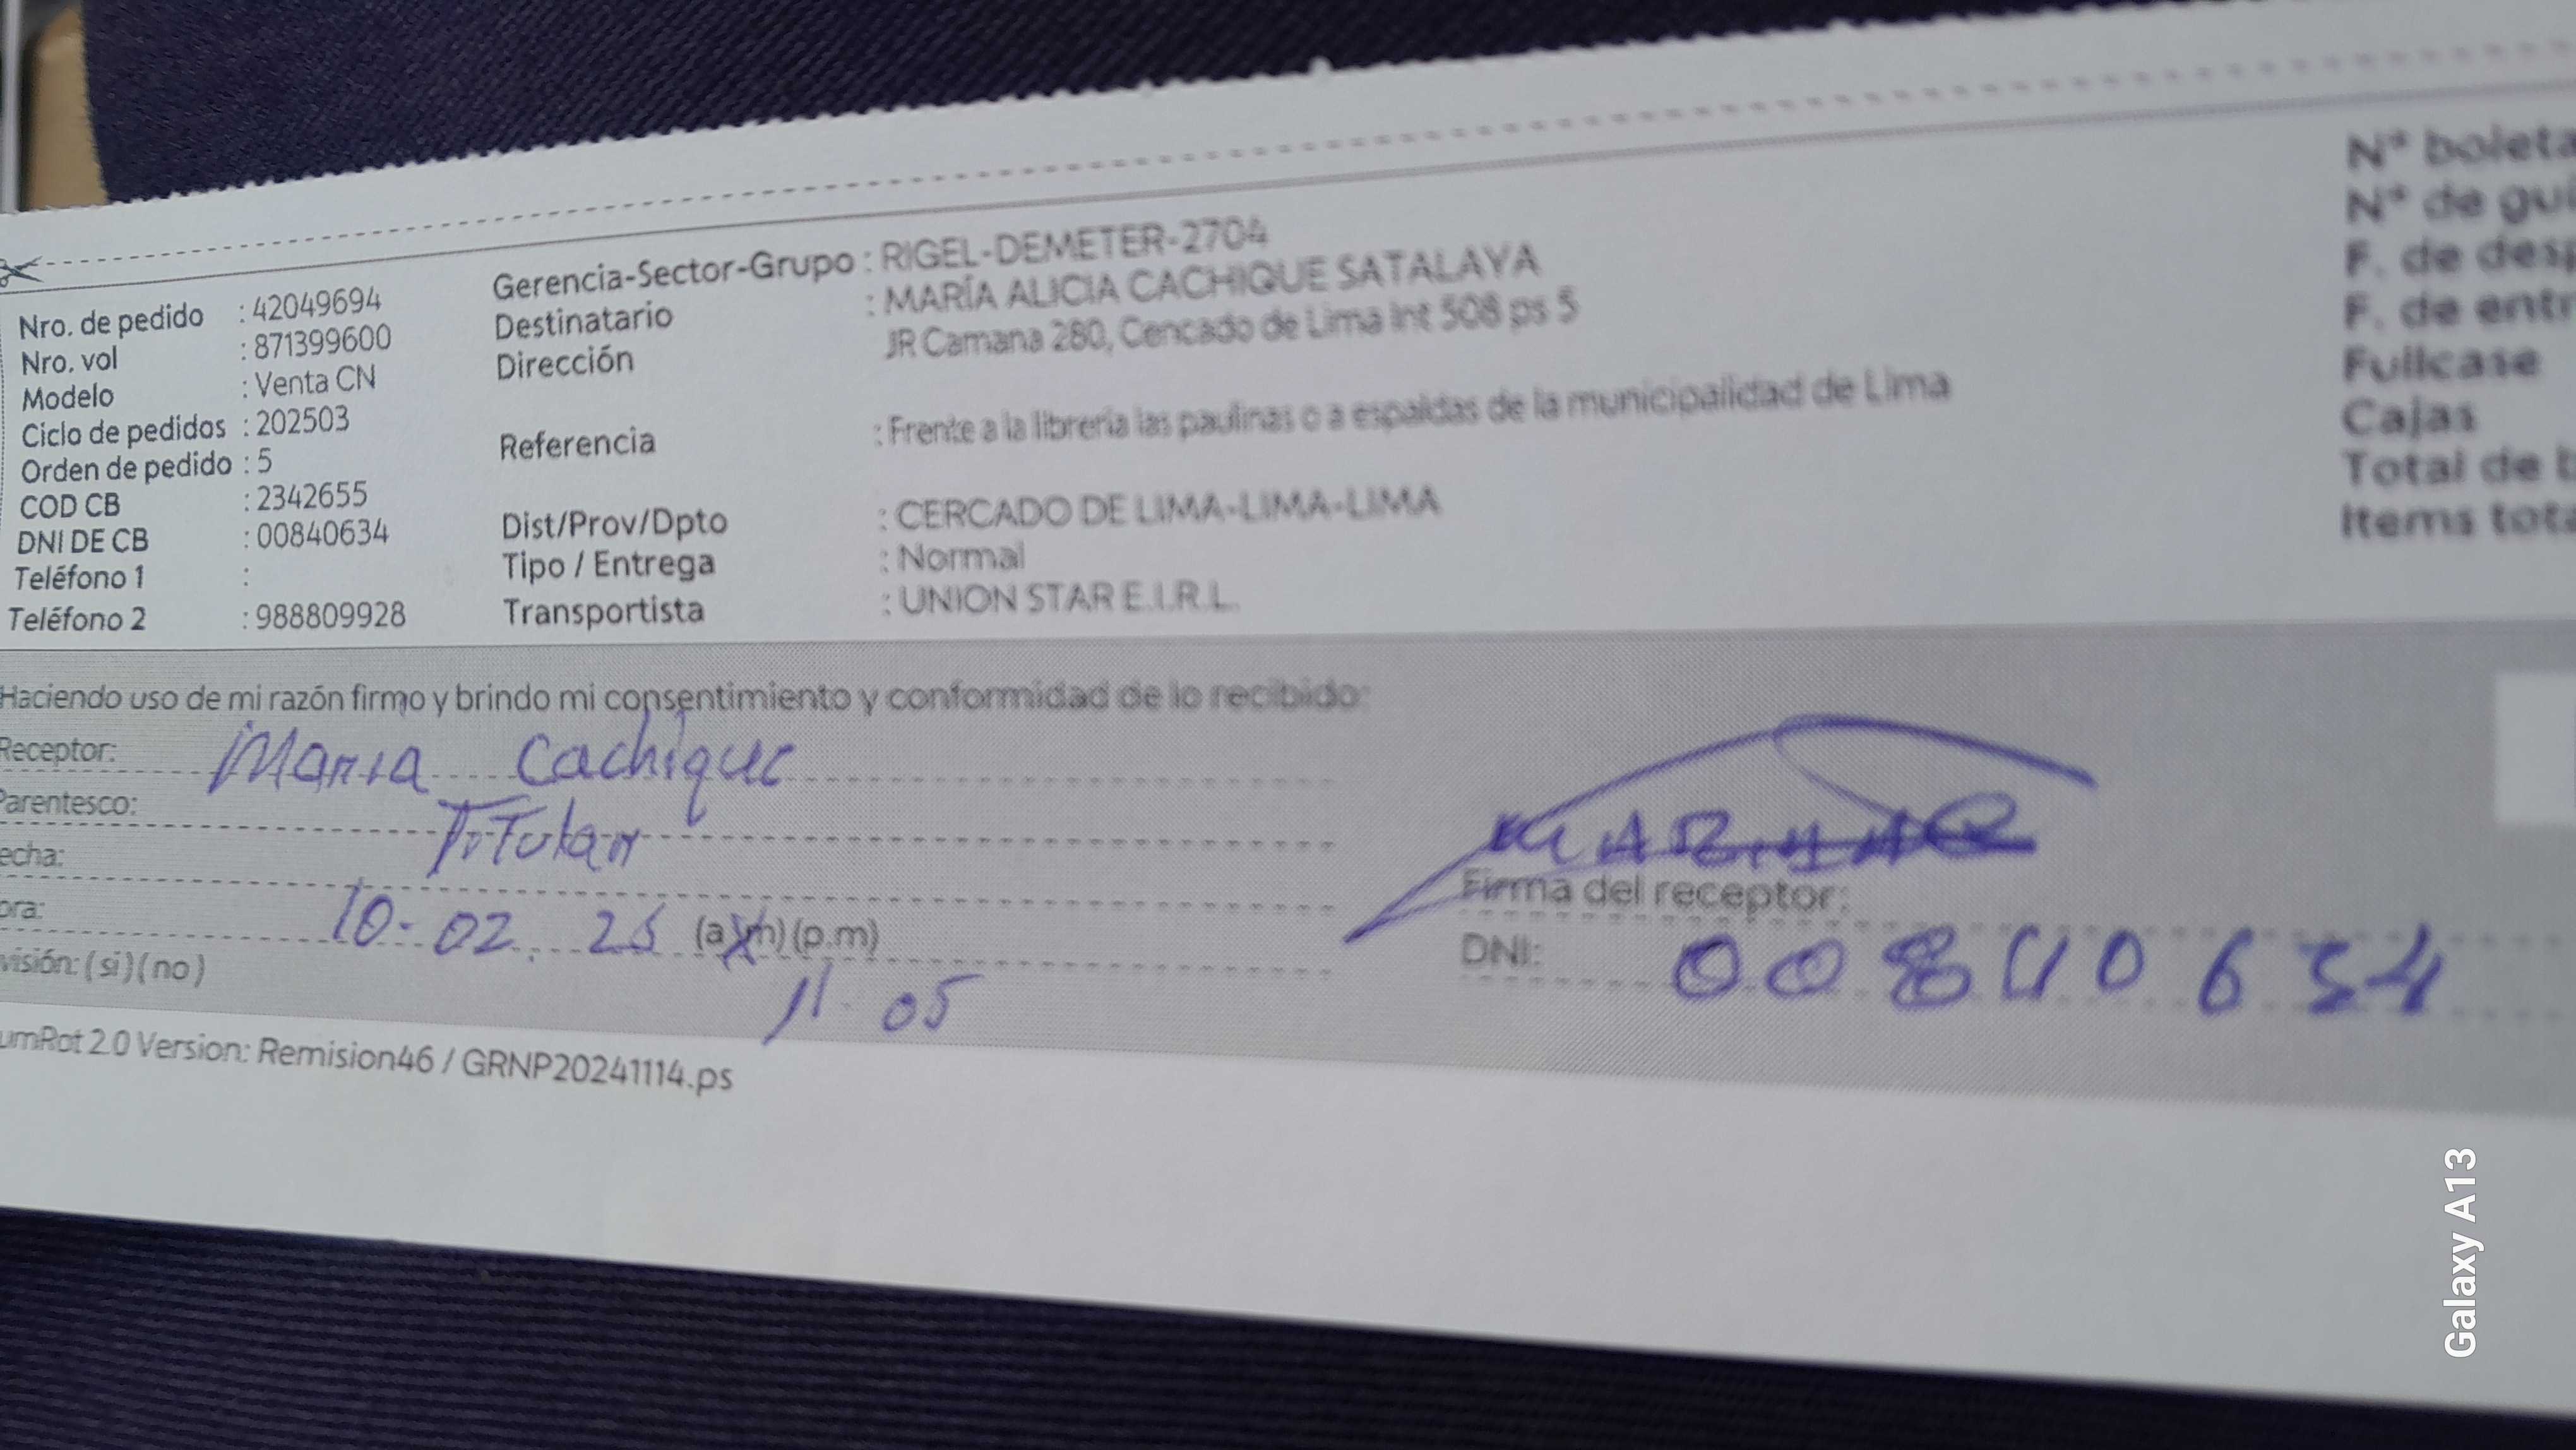 Nro. de pedido : 42049694
Nro. vol : 871399600
Modelo : Venta CN
Ciclo de pedidos : 202503
Orden de pedido : 5
COD CB : 2342655
DNI DE CB : 00840634
Teléfono 1 :
Teléfono 2 : 988809928
Gerencia-Sector-Grupo : RIGEL-DEMETER-2704
Destinatario : MARÍA ALICIA CACHIQUE SATALAYA
Dirección JR Camana 280, Cencado de Lima Int 508 ps 5
Referencia : Frente a la librería las paulinas o a espaldas de la municipalidad de Lima
Dist/Prov/Dpto : CERCADO DE LIMA-LIMA-LIMA
Tipo / Entrega : Normal
Transportista : UNION STAR E.I.R.L.
N° boleta
N° de gui
F. de desp
F. de entr
Fullcase
Cajas
Total de b
Items tota
Haciendo uso de mi razón firmo y brindo mi consentimiento y conformidad de lo recibido:
Receptor: Maria Cachique
Parentesco: Titular
echa:
ora: 10-02. 25 (a.m) (p.m)
11 05
visión: (si) (no)
Firma del receptor:
DNI: 00840634
umRot 2.0 Version: Remision46 / GRNP20241114.ps
Galaxy A13